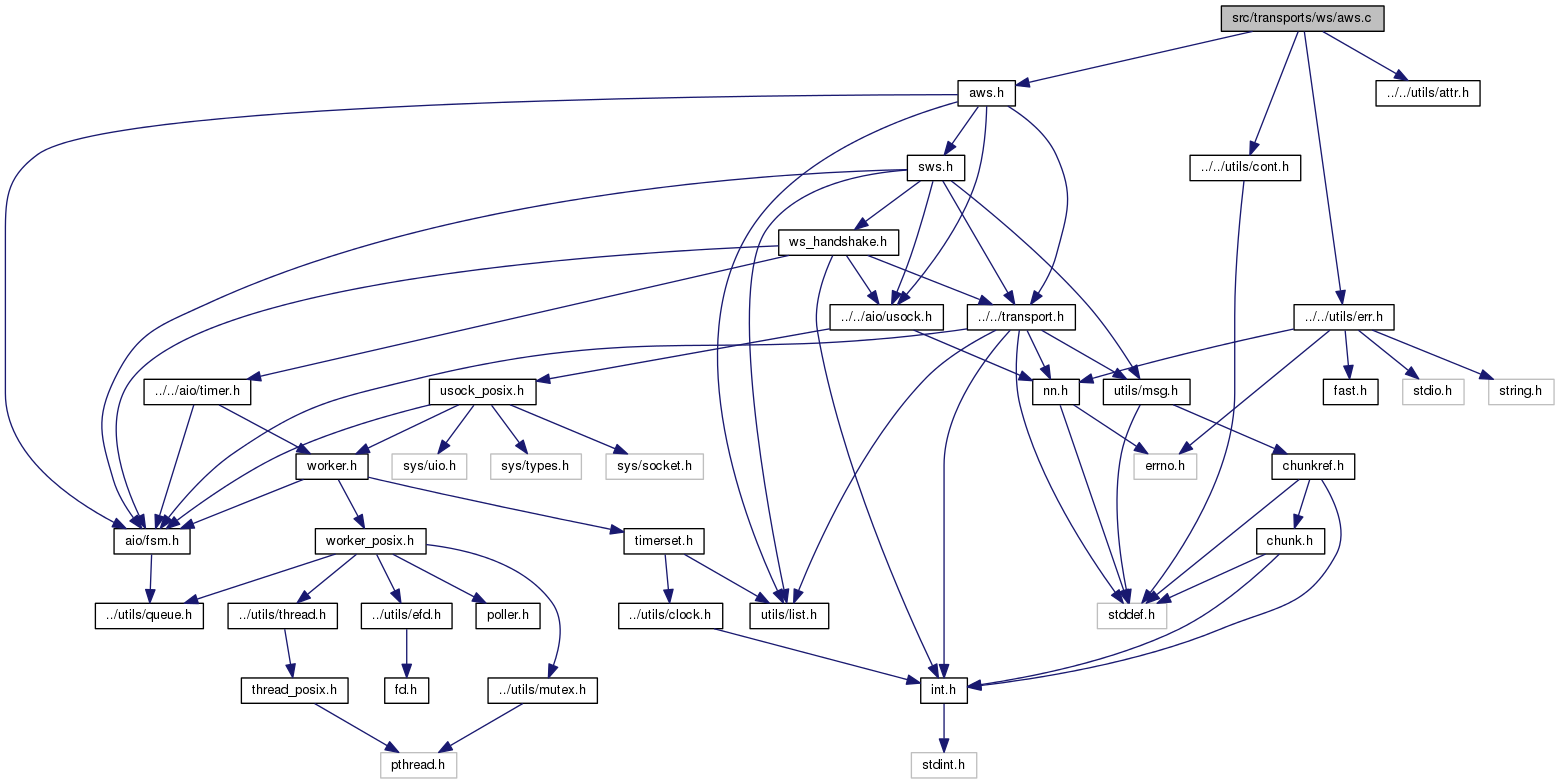 src/transports/ws/aws.c
aws.h
../../utils/attr.h
sws.h
../../utils/cont.h
ws_handshake.h
../../aio/usock.h
../../transport.h
../../utils/err.h
../../aio/timer.h
usock_posix.h
nn.h
utils/msg.h
fast.h
stdio.h
string.h
worker.h
sys/uio.h
sys/types.h
sys/socket.h
errno.h
chunkref.h
aio/fsm.h
worker_posix.h
timerset.h
chunk.h
../utils/queue.h
../utils/thread.h
../utils/efd.h
poller.h
../utils/clock.h
utils/list.h
stddef.h
thread_posix.h
fd.h
../utils/mutex.h
int.h
pthread.h
stdint.h